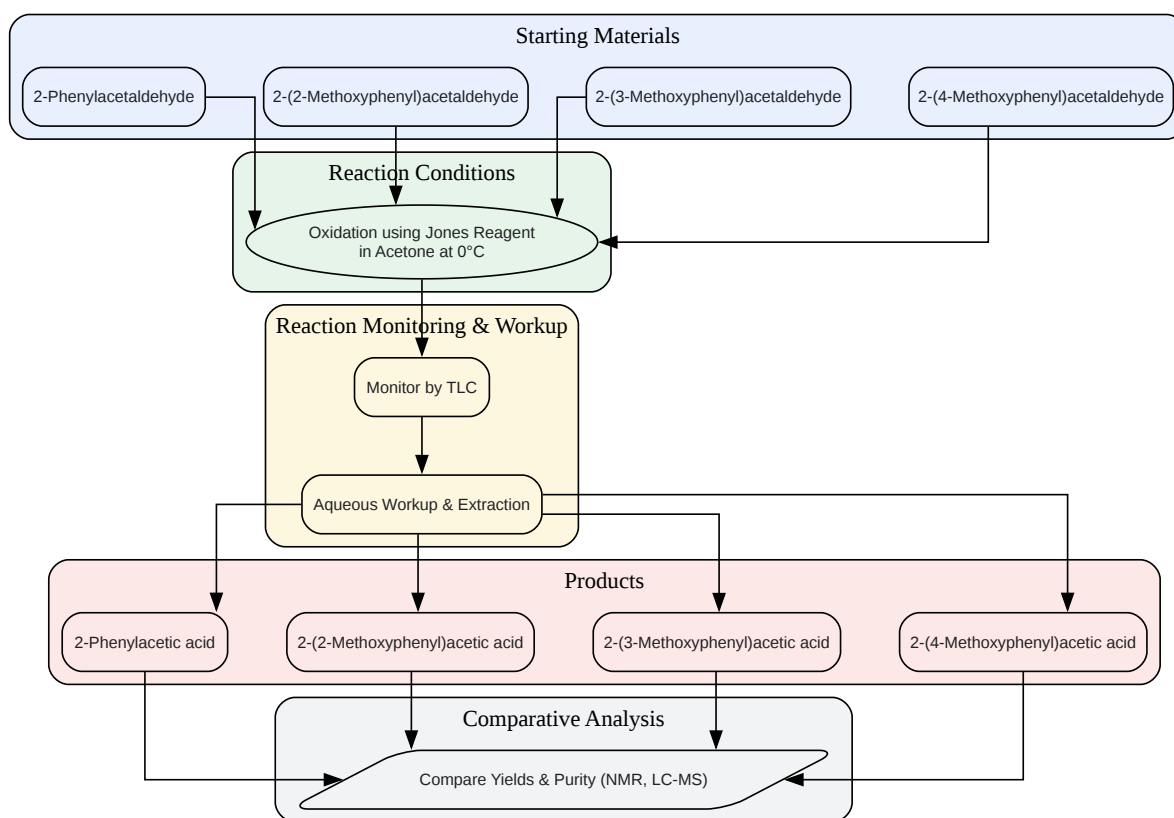 Starting Materials
2-Phenylacetaldehyde
2-(2-Methoxyphenyl)acetaldehyde
2-(3-Methoxyphenyl)acetaldehyde
2-(4-Methoxyphenyl)acetaldehyde
Reaction Conditions
Oxidation using Jones Reagent
in Acetone at 0°C
Reaction Monitoring & Workup
Monitor by TLC
Aqueous Workup & Extraction
Products
2-Phenylacetic acid
2-(2-Methoxyphenyl)acetic acid
2-(3-Methoxyphenyl)acetic acid
2-(4-Methoxyphenyl)acetic acid
Comparative Analysis
Compare Yields & Purity (NMR, LC-MS)